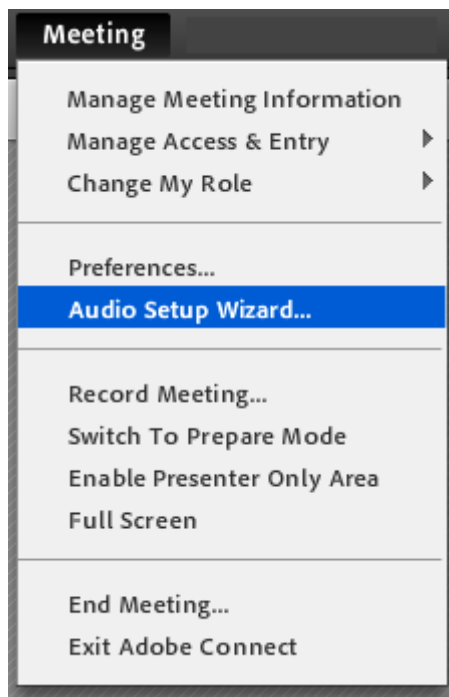 Meeting
Manage Meeting Information
Manage Access & Entry
Change My Role
Preferences...
Audio Setup Wizard...
Record Meeting...
Switch To Prepare Mode
Enable Presenter Only Area
Full Screen
End Meeting...
Exit Adobe Connect